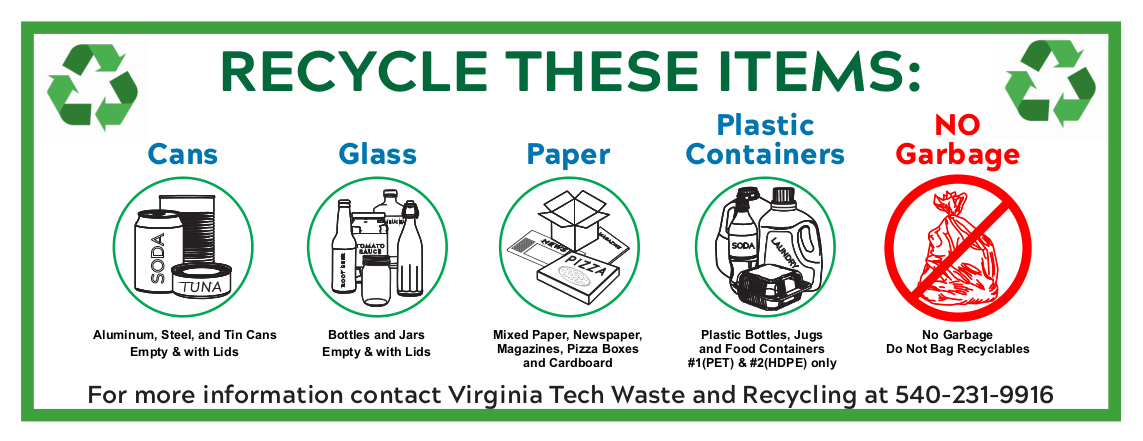 RECYCLE THESE ITEMS:
Cans
SODA
TUNA
Aluminum, Steel, and Tin Cans
Empty & with Lids
Glass
ROOT BEER
TOMATO
SAUCE
Bottles and Jars
Empty & with Lids
Paper
NEWS
MAGAZINE
PIZZA
Mixed Paper, Newspaper,
Magazines, Pizza Boxes
and Cardboard
Plastic
Containers
SODA
LAUNDRY
Plastic Bottles, Jugs
and Food Containers
#1(PET) & #2(HDPE) only
NO
Garbage
No Garbage
Do Not Bag Recyclables
For more information contact Virginia Tech Waste and Recycling at 540-231-9916